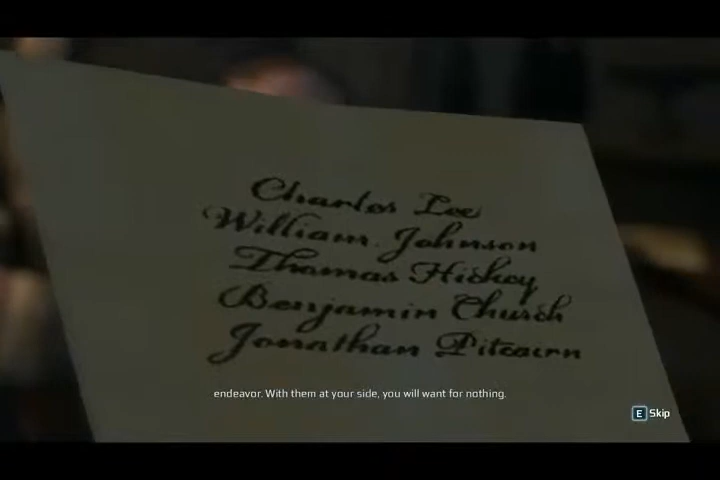 Charles Lee
William Johnson
Thomas Hickey
Benjamin Church
Jonathan Pitcairn
endeavor. With them at your side, you will want for nothing.
E Skip